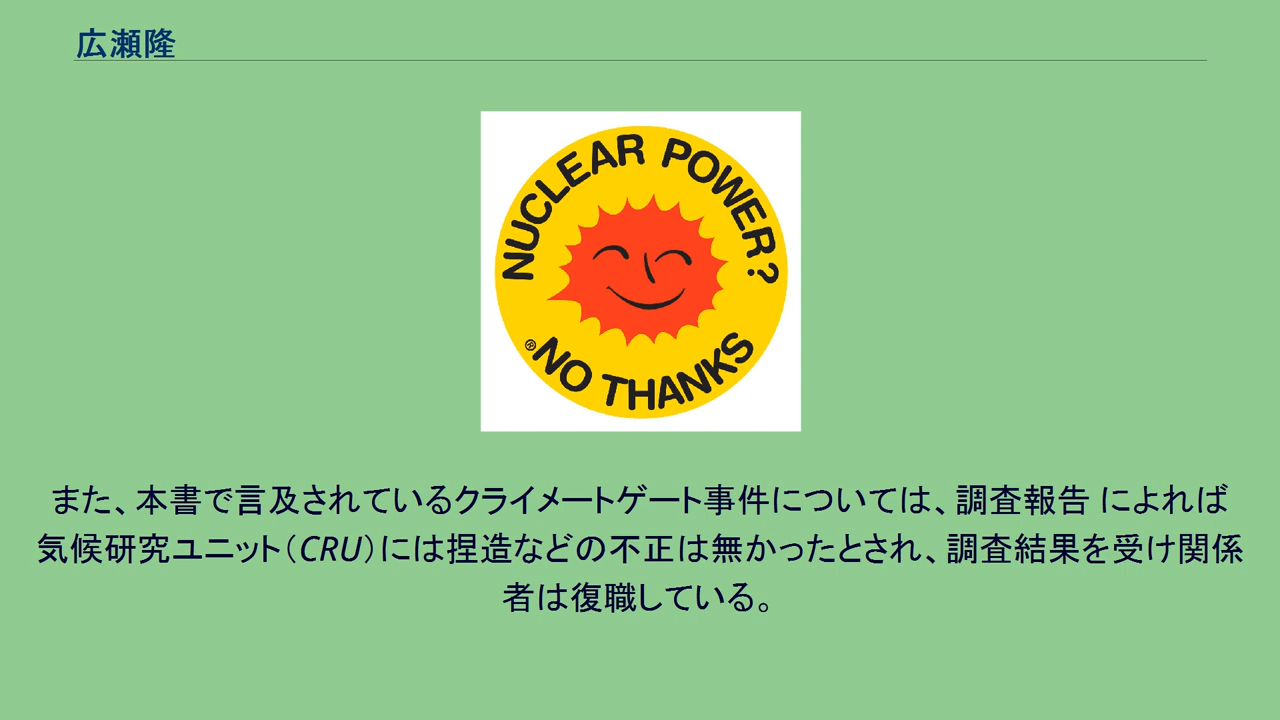 広瀬隆
NUCLEAR POWER?
®NO THANKS
また、本書で言及されているクライメートゲート事件については、調査報告 によれば
気候研究ユニット（CRU）には捏造などの不正は無かったとされ、調査結果を受け関係
者は復職している。